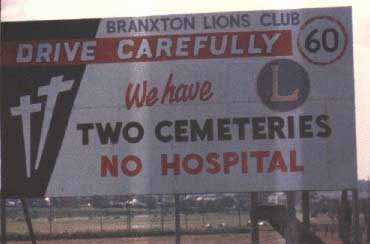 BRANXTON LIONS CLUB
DRIVE CAREFULLY
60
We have
L
TWO CEMETERIES
NO HOSPITAL